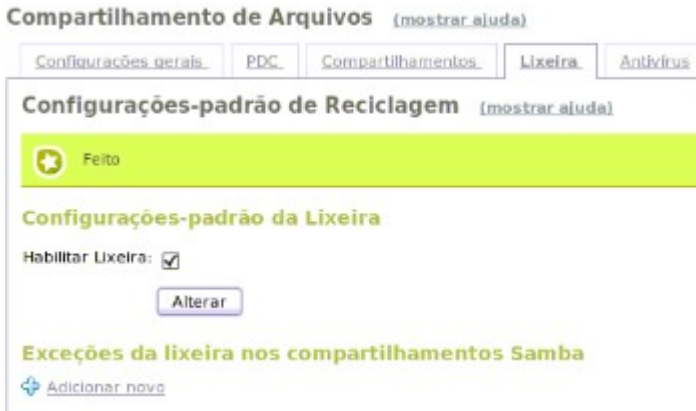 Compartilhamento de Arquivos (mostrar ajuda)
Configurações gerais PDC Compartilhamentos Lixeira Antivírus
Configurações-padrão de Reciclagem (mostrar ajuda)
Feito
Configurações-padrão da Lixeira
Habilitar Lixeira:
Alterar
Exceções da lixeira nos compartilhamentos Samba
Adicionar novo